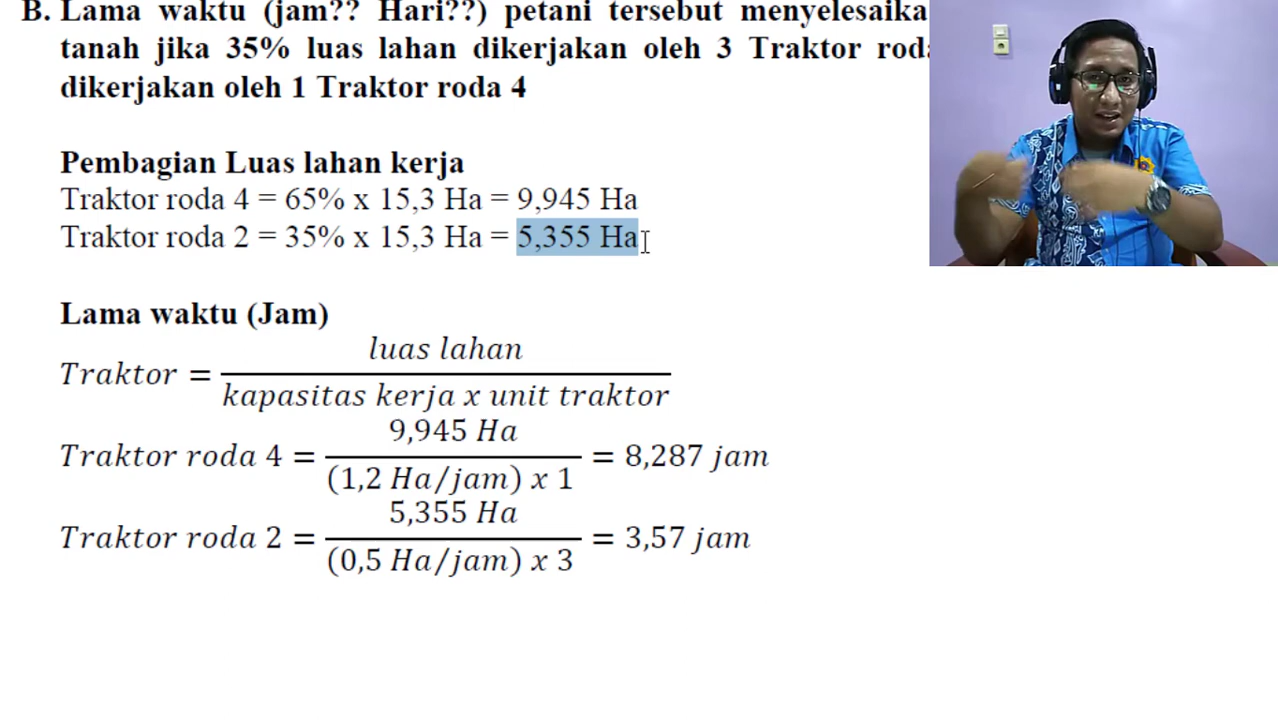 B. Lama waktu (jam?? Hari??) petani tersebut menyelesaika
tanah jika 35% luas lahan dikerjakan oleh 3 Traktor roda
dikerjakan oleh 1 Traktor roda 4
Pembagian Luas lahan kerja
Traktor roda 4 = 65% x 15,3 Ha = 9,945 Ha
Traktor roda 2 = 35% x 15,3 Ha = 5,355 Ha
Lama waktu (Jam)
Traktor = luas lahan / kapasitas kerja x unit traktor
Traktor roda 4 = 9,945 Ha / (1,2 Ha/jam) x 1 = 8,287 jam
Traktor roda 2 = 5,355 Ha / (0,5 Ha/jam) x 3 = 3,57 jam